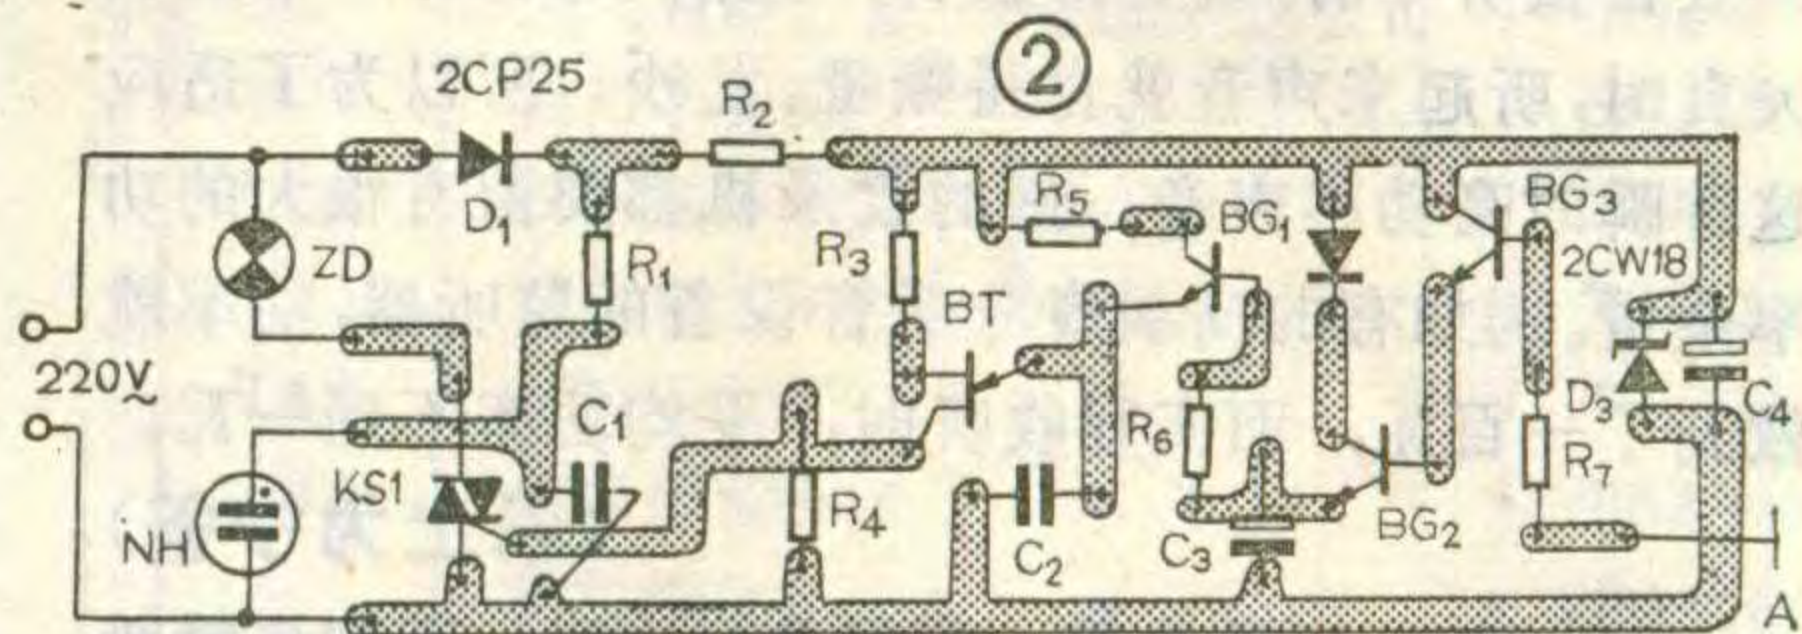 ②
2CP25
R2
D1
ZD
R1
R3
R5
BG1
BG3
2CW18
BT
220V~
C1
KS1
NH
R4
C2
R6
C3
BG2
R7
D3
C4
A